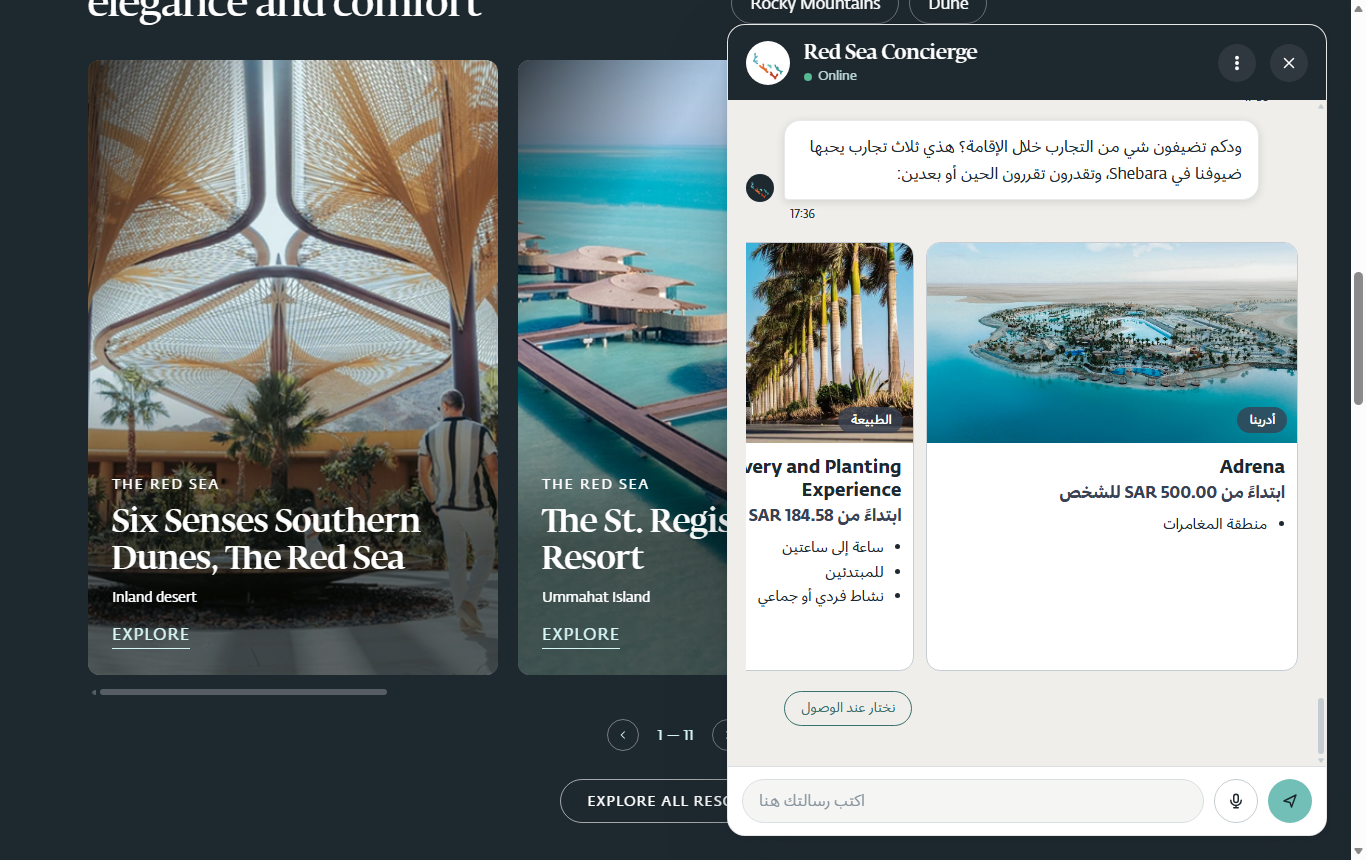 elegance and comfort
Rocky Mountains
Dune
THE RED SEA
Six Senses Southern
Dunes, The Red Sea
Inland desert
EXPLORE
THE RED SEA
The St. Regis
Resort
Ummahat Island
EXPLORE
1 — 11
EXPLORE ALL RESO
Red Sea Concierge
Online
ودكم تضيفون شي من التجارب خلال الإقامة؟ هذي ثلاث تجارب يحبها
ضيوفنا في Shebara، وتقدرون تقررون الحين أو بعدين:
17:36
أدرينا
Adrena
ابتداءً من SAR 500.00 للشخص
منطقة المغامرات
الطبيعة
very and Planting
Experience
ابتداءً من SAR 184.58
ساعة إلى ساعتين
للمبتدئين
نشاط فردي أو جماعي
نختار عند الوصول
اكتب رسالتك هنا